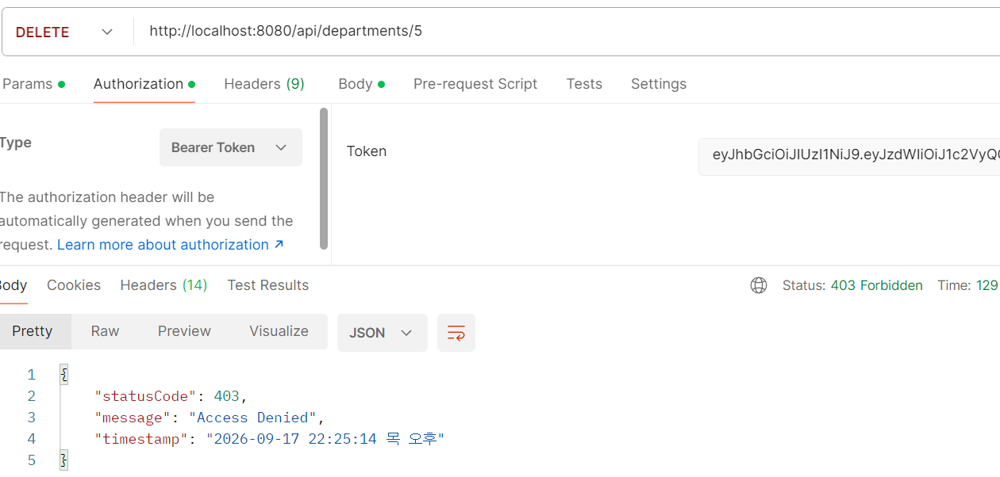 DELETE http://localhost:8080/api/departments/5
Params Authorization Headers (9) Body Pre-request Script Tests Settings
Type Bearer Token
Token
The authorization header will be
automatically generated when you send the
request. Learn more about authorization ↗
Body Cookies Headers (14) Test Results Status: 403 Forbidden Time: 129
Pretty Raw Preview Visualize JSON
1 {
2 "statusCode": 403,
3 "message": "Access Denied",
4 "timestamp": "2026-09-17 22:25:14 목 오후"
5 }